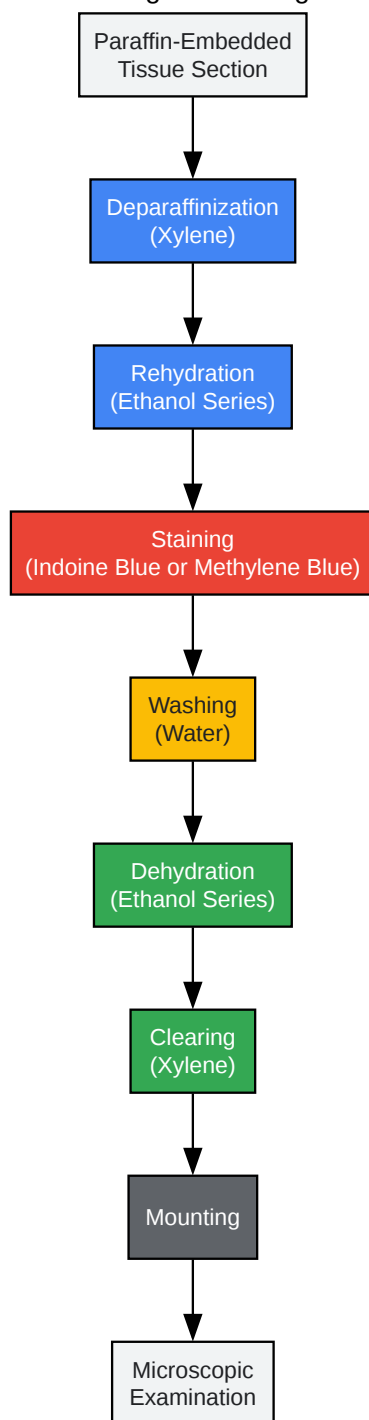 Paraffin-Embedded
Tissue Section
Deparaffinization
(Xylene)
Rehydration
(Ethanol Series)
Staining
(Indoine Blue or Methylene Blue)
Washing
(Water)
Dehydration
(Ethanol Series)
Clearing
(Xylene)
Mounting
Microscopic
Examination